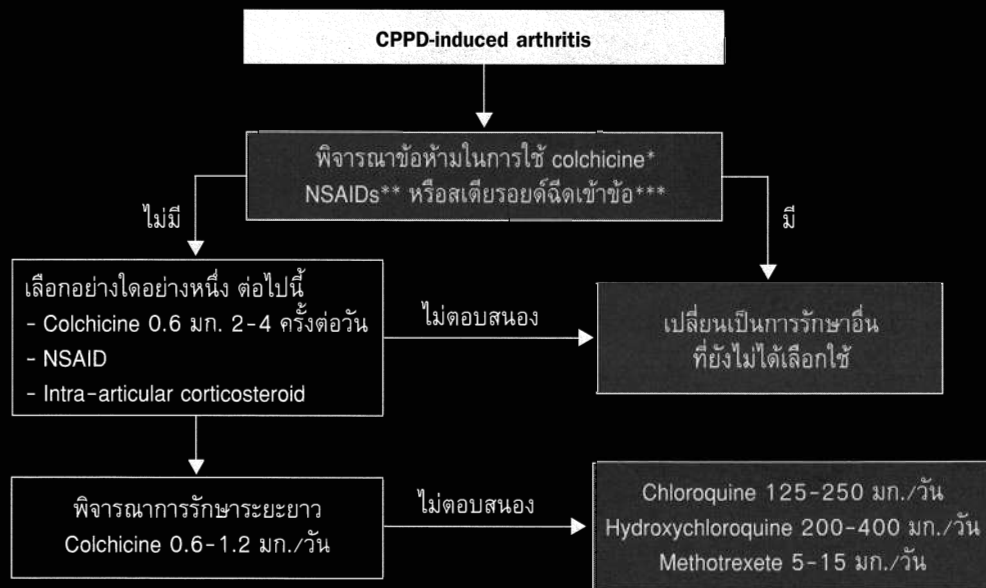 CPPD-induced arthritis
พิจารณาข้อห้ามในการใช้ colchicine*
NSAIDs** หรือสเตียรอยด์ฉีดเข้าข้อ***
ไม่มี
มี
เลือกอย่างใดอย่างหนึ่ง ต่อไปนี้
- Colchicine 0.6 มก. 2-4 ครั้งต่อวัน
- NSAID
- Intra-articular corticosteroid
ไม่ตอบสนอง
เปลี่ยนเป็นการรักษาอื่น
ที่ยังไม่ได้เลือกใช้
พิจารณาการรักษาระยะยาว
Colchicine 0.6-1.2 มก./วัน
ไม่ตอบสนอง
Chloroquine 125-250 มก./วัน
Hydroxychloroquine 200-400 มก./วัน
Methotrexete 5-15 มก./วัน